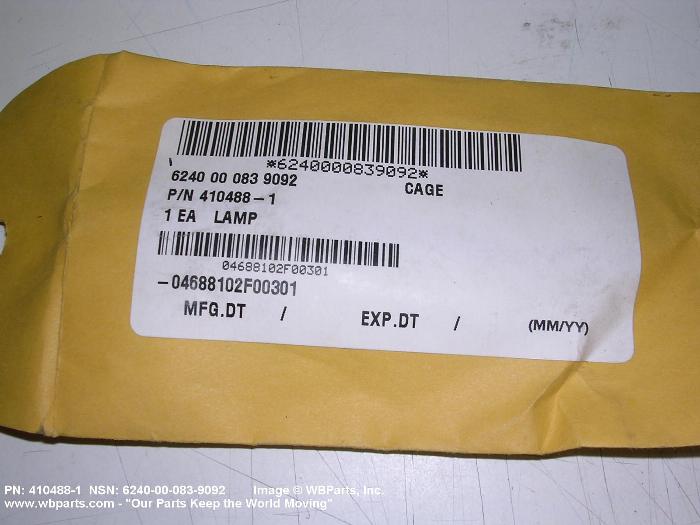 *6240000839092*
6240 00 083 9092 CAGE
P/N 410488-1
1 EA LAMP
04688102F00301
-04688102F00301
MFG.DT / EXP.DT / (MM/YY)
PN: 410488-1 NSN: 6240-00-083-9092 Image © WBParts, Inc.
www.wbparts.com - "Our Parts Keep the World Moving"